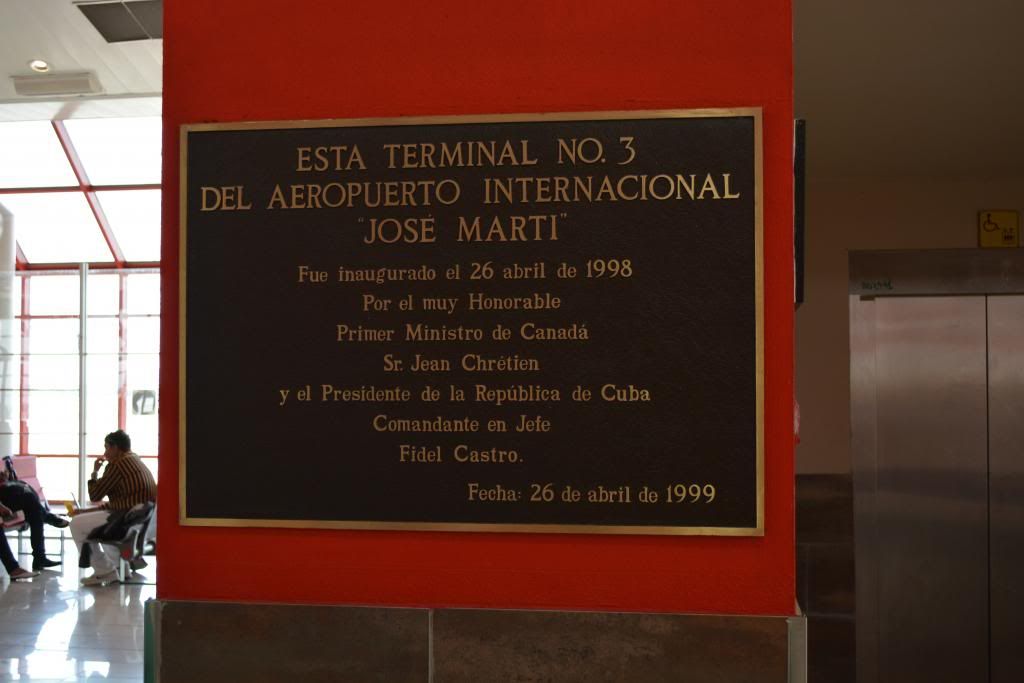 ESTA TERMINAL NO. 3
DEL AEROPUERTO INTERNACIONAL
"JOSÉ MARTI"
Fue inaugurado el 26 abril de 1998
Por el muy Honorable
Primer Ministro de Canadá
Sr. Jean Chrétien
y el Presidente de la República de Cuba
Comandante en Jefe
Fidel Castro.
Fecha: 26 de abril de 1999